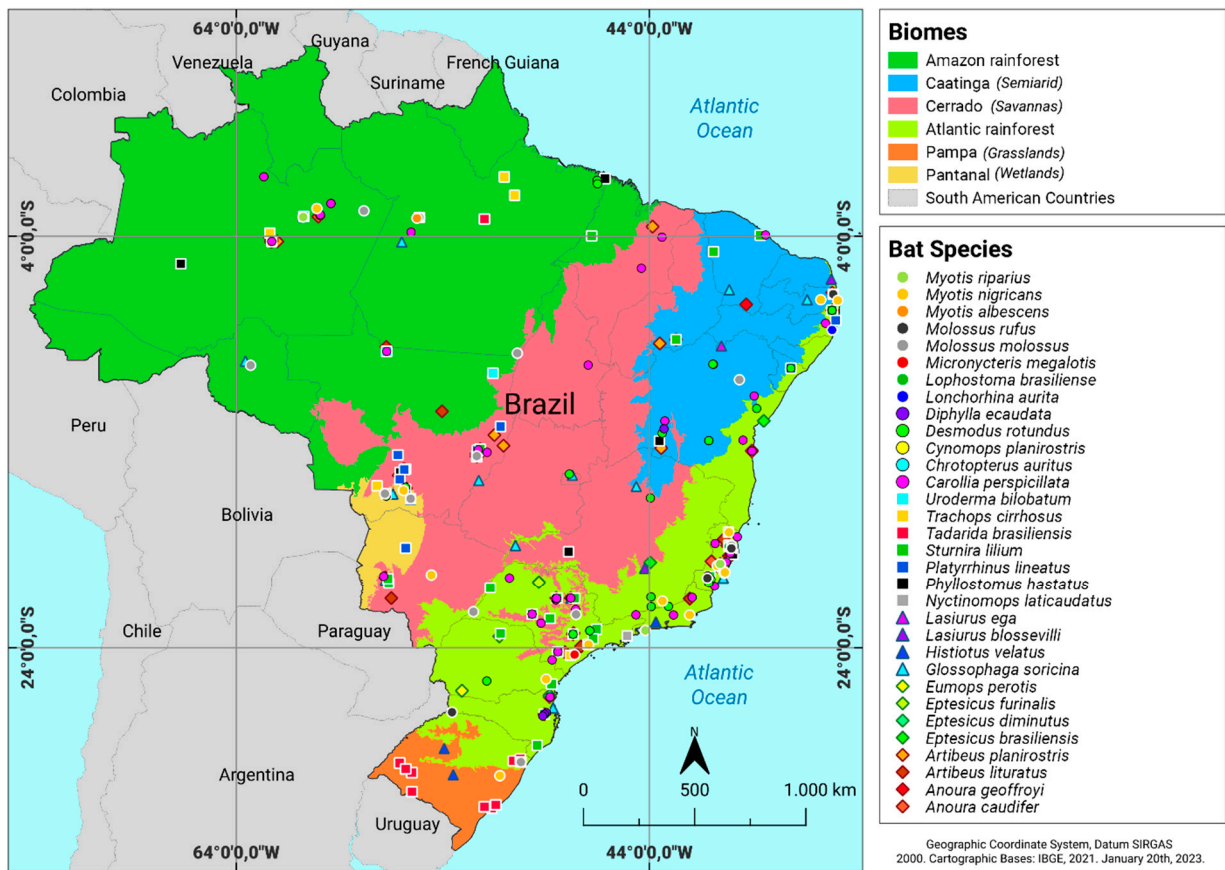 64°0'0,0"W
44°0'0,0"W
Guyana
Venezuela
French Guiana
Suriname
Colombia
Atlantic
Ocean
4°0'0,0"S
4°0'0,0"S
Brazil
Peru
Bolivia
Chile
Paraguay
24°0'0,0"S
24°0'0,0"S
Atlantic
Ocean
N
Argentina
0 500 1.000 km
Uruguay
64°0'0,0"W
44°0'0,0"W
Biomes
Amazon rainforest
Caatinga (Semiarid)
Cerrado (Savannas)
Atlantic rainforest
Pampa (Grasslands)
Pantanal (Wetlands)
South American Countries
Bat Species
Myotis riparius
Myotis nigricans
Myotis albescens
Molossus rufus
Molossus molossus
Micronycteris megalotis
Lophostoma brasiliense
Lonchorhina aurita
Diphylla ecaudata
Desmodus rotundus
Cynomops planirostris
Chrotopterus auritus
Carollia perspicillata
Uroderma bilobatum
Trachops cirrhosus
Tadarida brasiliensis
Sturnira lilium
Platyrrhinus lineatus
Phyllostomus hastatus
Nyctinomops laticaudatus
Lasiurus ega
Lasiurus blossevilli
Histiotus velatus
Glossophaga soricina
Eumops perotis
Eptesicus furinalis
Eptesicus diminutus
Eptesicus brasiliensis
Artibeus planirostris
Artibeus lituratus
Anoura geoffroyi
Anoura caudifer
Geographic Coordinate System, Datum SIRGAS
2000. Cartographic Bases: IBGE, 2021. January 20th, 2023.